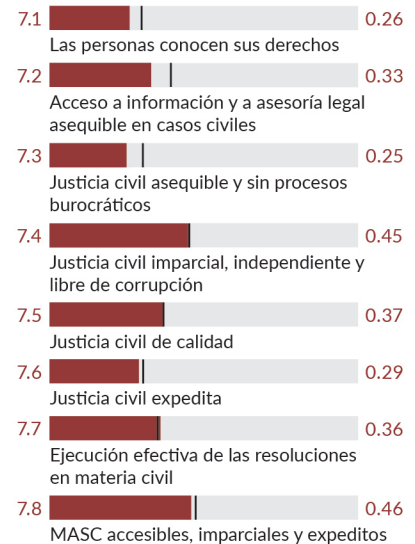 7.1 0.26
Las personas conocen sus derechos
7.2 0.33
Acceso a información y a asesoría legal
asequible en casos civiles
7.3 0.25
Justicia civil asequible y sin procesos
burocráticos
7.4 0.45
Justicia civil imparcial, independiente y
libre de corrupción
7.5 0.37
Justicia civil de calidad
7.6 0.29
Justicia civil expedita
7.7 0.36
Ejecución efectiva de las resoluciones
en materia civil
7.8 0.46
MASC accesibles, imparciales y expeditos